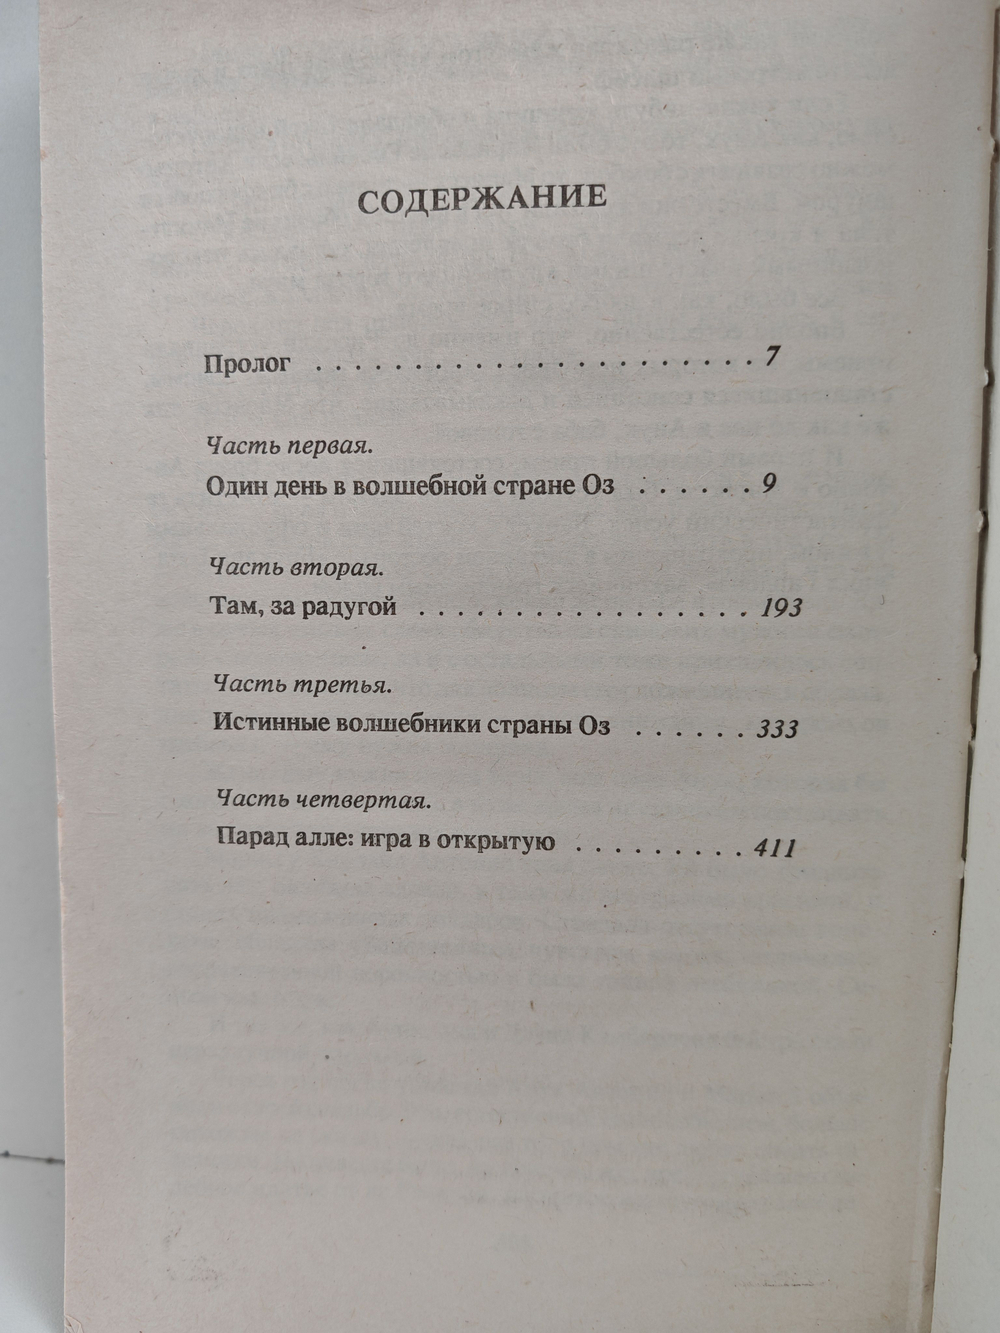 СОДЕРЖАНИЕ
Пролог . . . . . . . . . . . . . . . . . . . . . . . 7
Часть первая.
Один день в волшебной стране Оз . . . . . . 9
Часть вторая.
Там, за радугой . . . . . . . . . . . . . . . . . 193
Часть третья.
Истинные волшебники страны Оз . . . . . . 333
Часть четвертая.
Парад алле: игра в открытую . . . . . . . . . 411